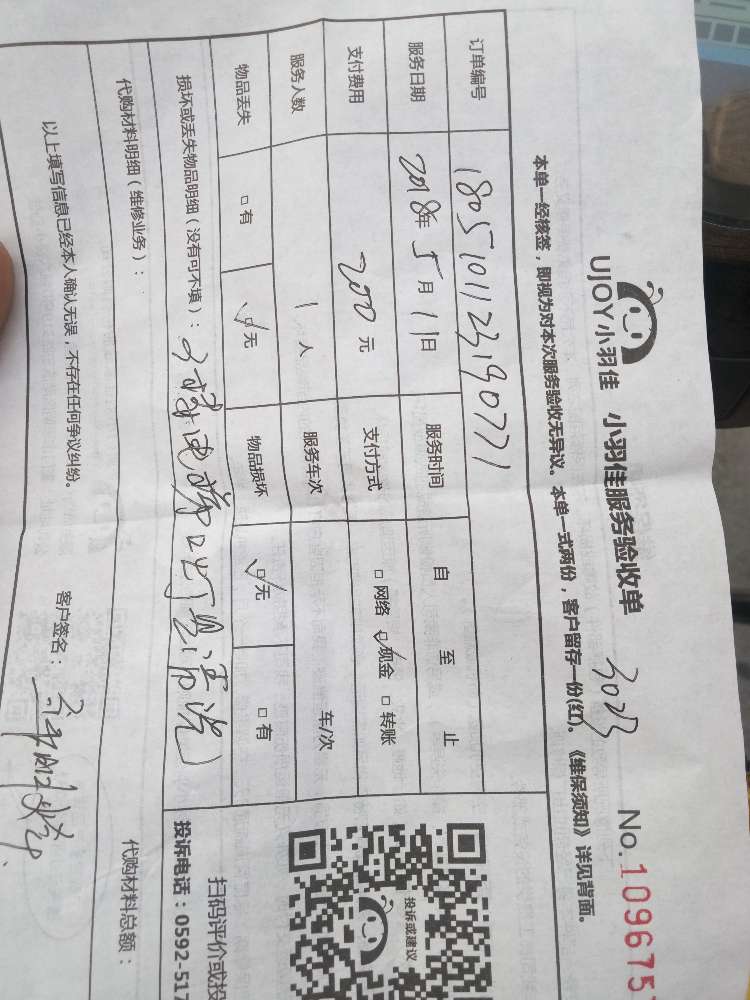 UJOY小羽佳 小羽佳服务验收单 3023 No.109675
本单一经核签，即视为对本次服务验收无异议。本单一式两份，客户留存一份(红)。《维保须知》详见背面。
订单编号 1805101123190771
服务日期 2018年5月11日 服务时间 自 至 止
支付费用 200元 支付方式 □网络 ☑现金 □转账
服务人数 1人 服务车次 车/次
物品丢失 □有 ☑无 物品损坏 ☑无 □有
损坏或丢失物品明细（没有可不填）：
清洗
代购材料明细（维修业务）： 代购材料总额：
以上填写信息已经本人确认无误，不存在任何争议纠纷。 客户签名：
投诉或建议
扫码评价或投
投诉电话：0592-517